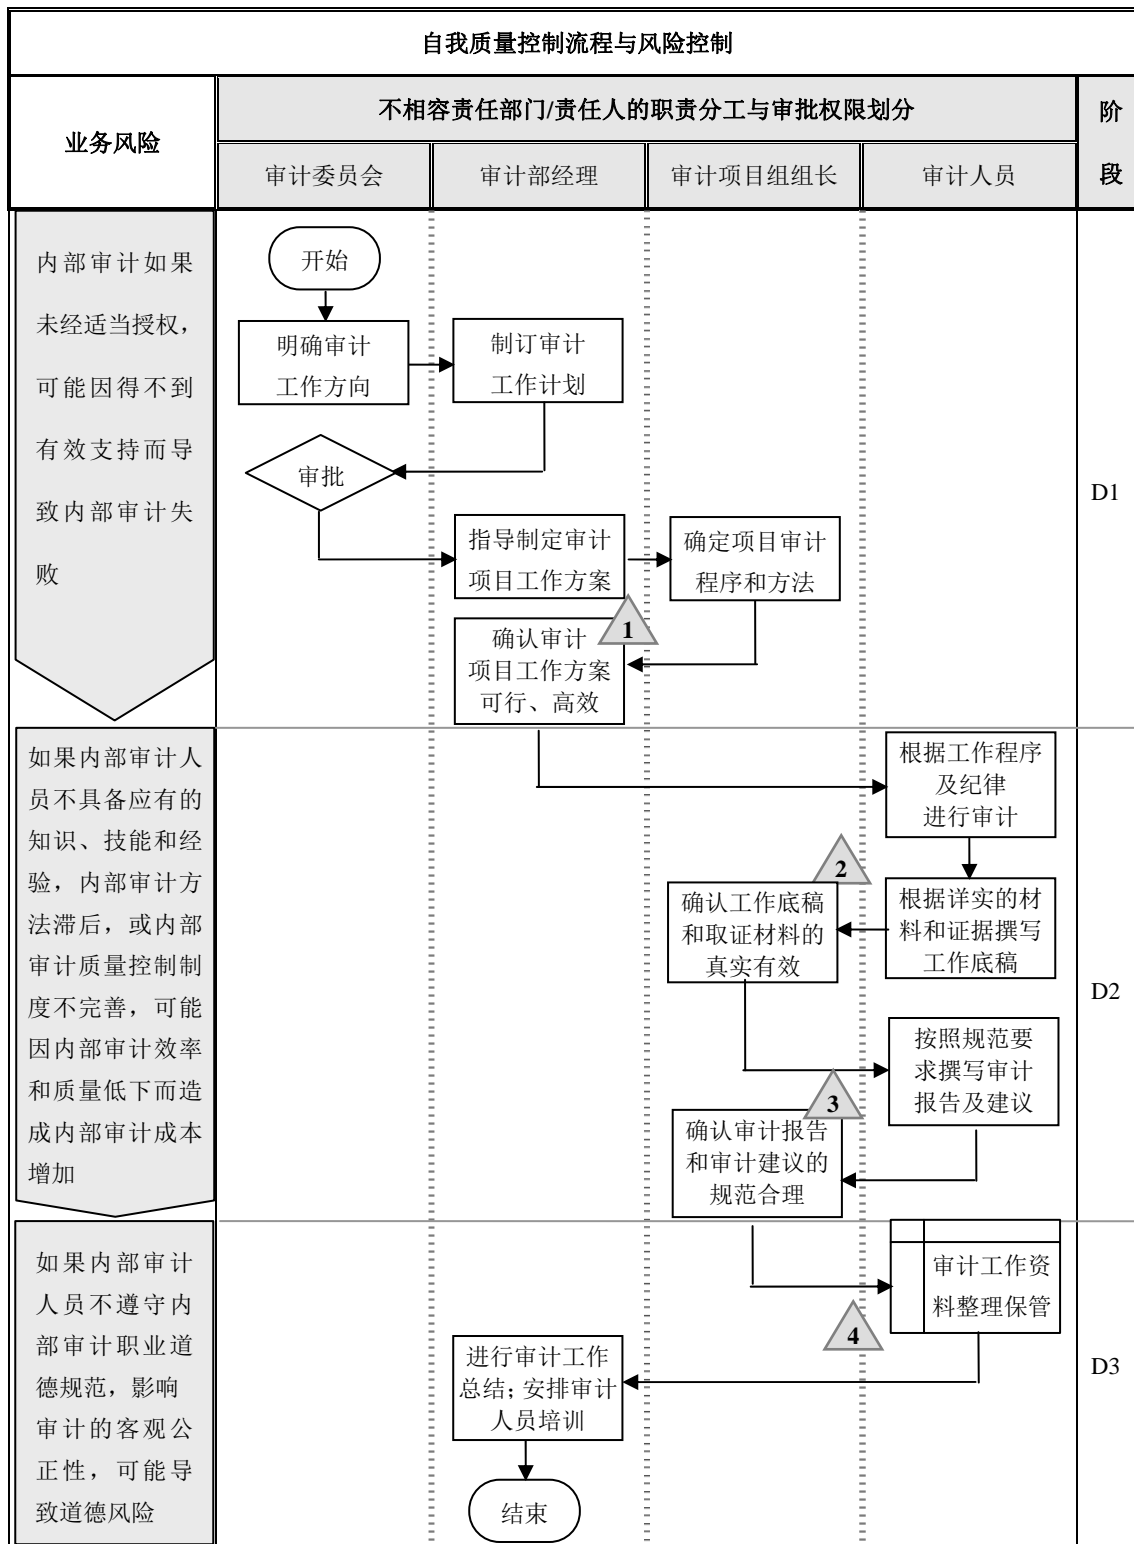 自我质量控制流程与风险控制
业务风险
不相容责任部门/责任人的职责分工与审批权限划分
阶
段
审计委员会
审计部经理
审计项目组组长
审计人员
内部审计如果
未经适当授权，
可能因得不到
有效支持而导
致内部审计失
败
开始
明确审计
工作方向
制订审计
工作计划
审批
指导制定审计
项目工作方案
确定项目审计
程序和方法
1
确认审计
项目工作方案
可行、高效
D1
如果内部审计人
员不具备应有的
知识、技能和经
验，内部审计方
法滞后，或内部
审计质量控制制
度不完善，可能
因内部审计效率
和质量低下而造
成内部审计成本
增加
根据工作程序
及纪律
进行审计
2
确认工作底稿
和取证材料的
真实有效
根据详实的材
料和证据撰写
工作底稿
按照规范要
求撰写审计
报告及建议
3
确认审计报告
和审计建议的
规范合理
D2
如果内部审计
人员不遵守内
部审计职业道
德规范，影响
审计的客观公
正性，可能导
致道德风险
审计工作资
料整理保管
4
进行审计工作
总结；安排审计
人员培训
结束
D3